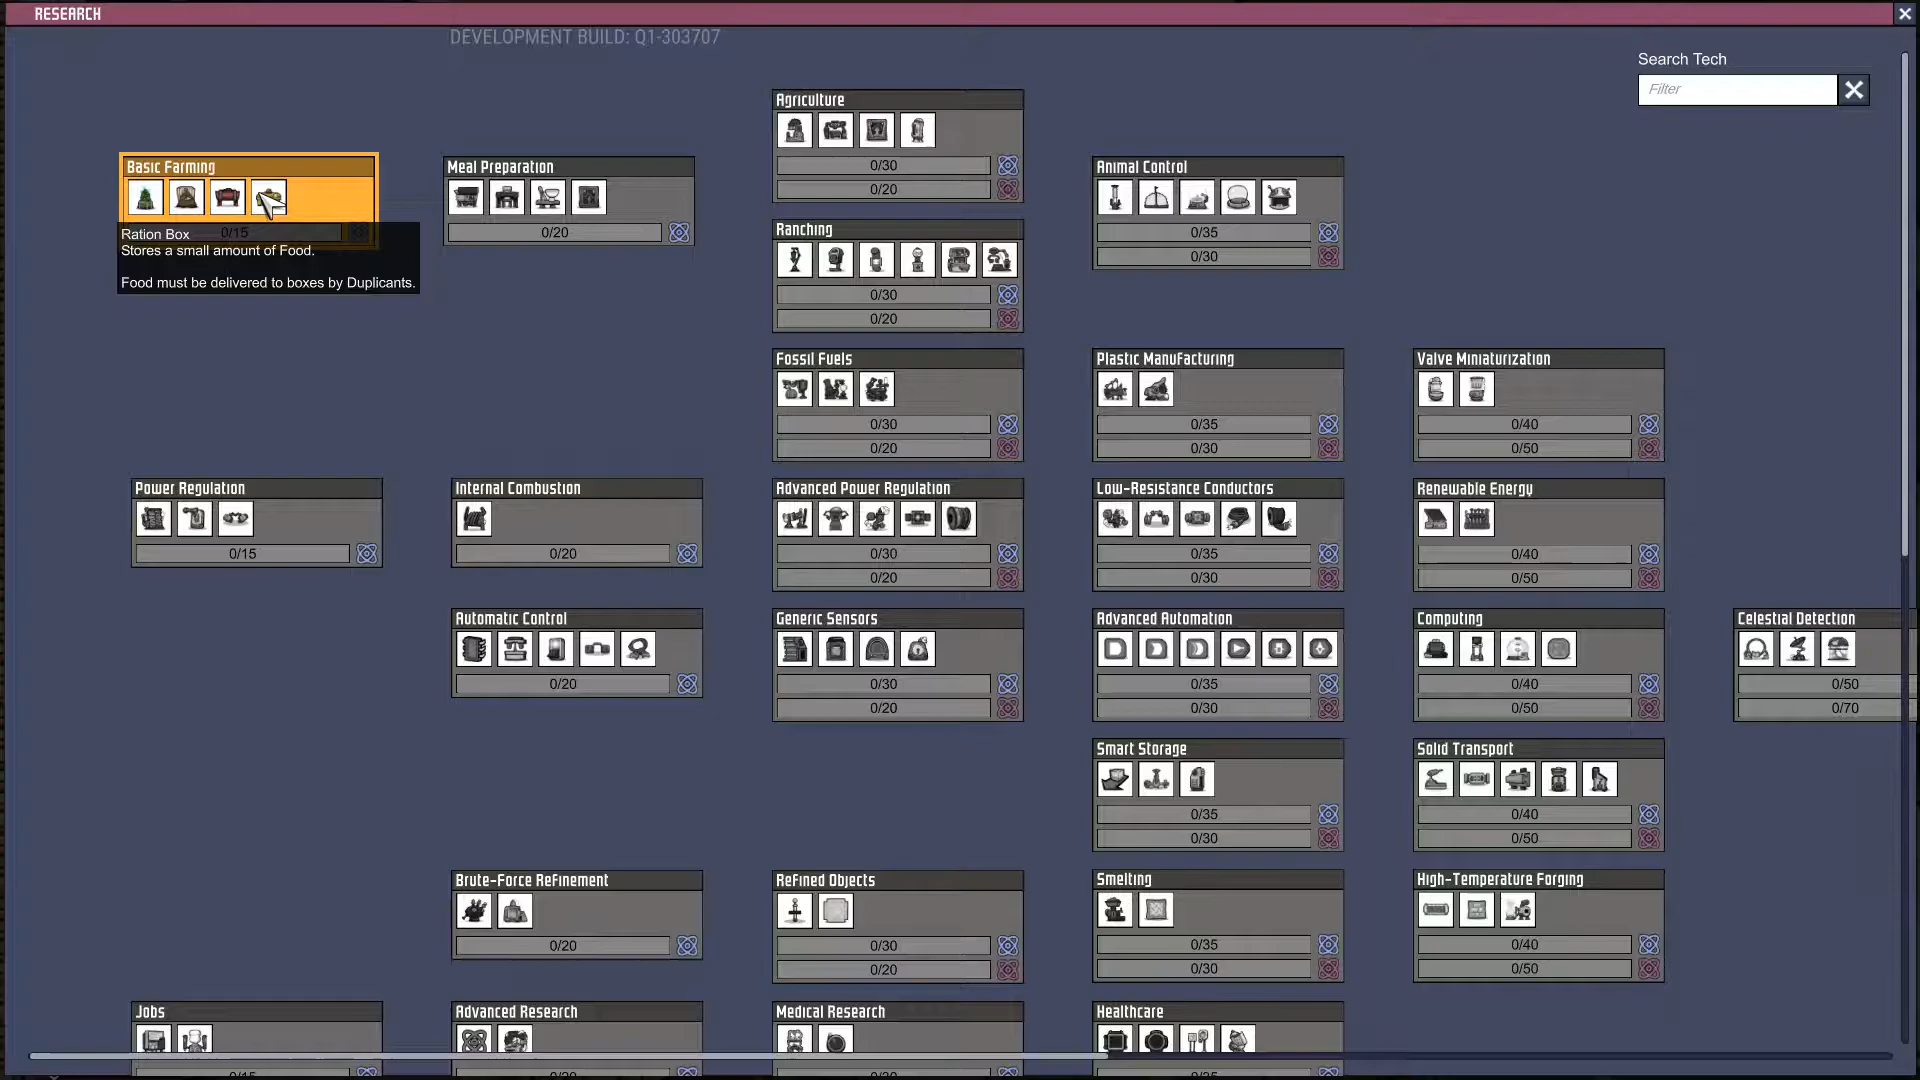 RESEARCH
DEVELOPMENT BUILD: Q1-303707
Search Tech
Filter
Agriculture
0/30
0/20
Basic Farming
0/15
Ration Box
Stores a small amount of Food.
Food must be delivered to boxes by Duplicants.
Meal Preparation
0/20
Animal Control
0/35
0/30
Ranching
0/30
0/20
Fossil Fuels
0/30
0/20
Plastic Manufacturing
0/35
0/30
Valve Miniaturization
0/40
0/50
Power Regulation
0/15
Internal Combustion
0/20
Advanced Power Regulation
0/30
0/20
Low-Resistance Conductors
0/35
0/30
Renewable Energy
0/40
0/50
Automatic Control
0/20
Generic Sensors
0/30
0/20
Advanced Automation
0/35
0/30
Computing
0/40
0/50
Celestial Detection
0/50
0/70
Smart Storage
0/35
0/30
Solid Transport
0/40
0/50
Brute-Force Refinement
0/20
Refined Objects
0/30
0/20
Smelting
0/35
0/30
High-Temperature Forging
0/40
0/50
Jobs
0/15
Advanced Research
0/20
Medical Research
0/30
Healthcare
0/35